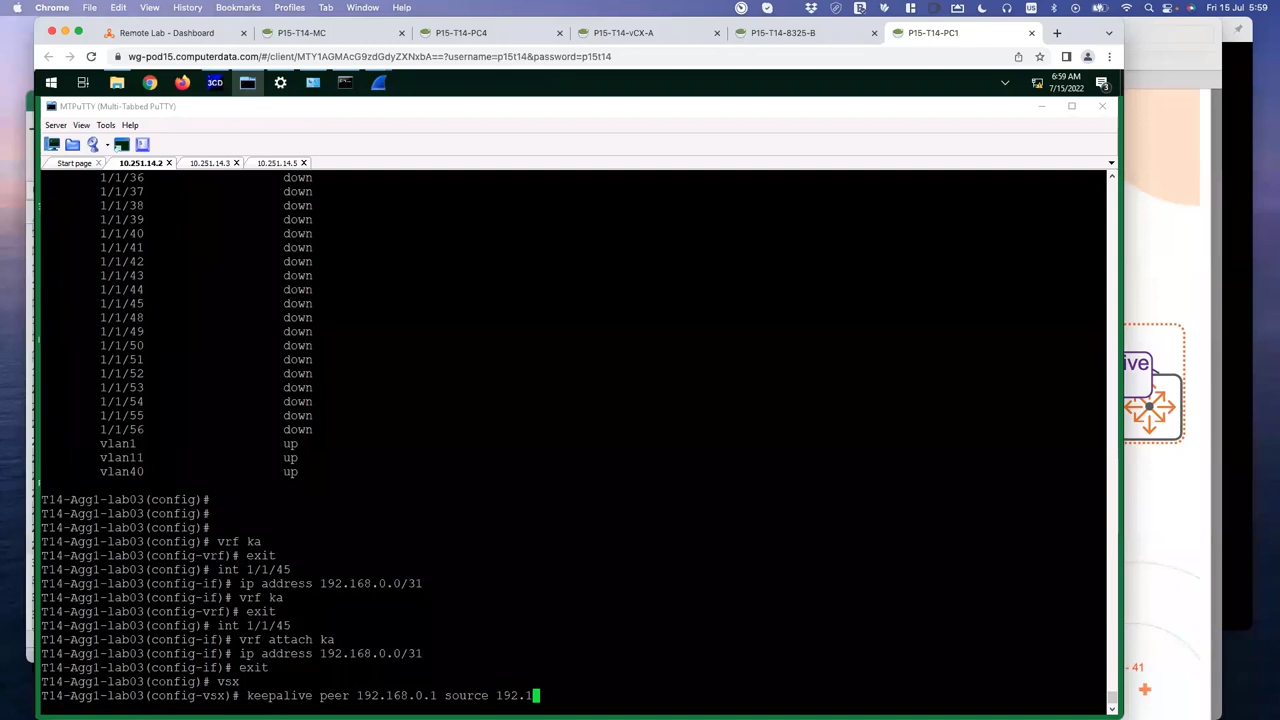 Chrome File Edit View History Bookmarks Profiles Tab Window Help Fri 15 Jul 5:59
Remote Lab - Dashboard P15-T14-MC P15-T14-PC4 P15-T14-vCX-A P15-T14-8325-B P15-T14-PC1
wg-pod15.computerdata.com/#/client/MTY1AGMAcG9zdGdyZXNxbA==?username=p15t14&password=p15t14
3CD 6:59 AM
7/15/2022 3
MTPuTTY (Multi-Tabbed PuTTY)
Server View Tools Help
Start page 10.251.14.2 10.251.14.3 10.251.14.5
1/1/36 down
1/1/37 down
1/1/38 down
1/1/39 down
1/1/40 down
1/1/41 down
1/1/42 down
1/1/43 down
1/1/44 down
1/1/45 down
1/1/48 down
1/1/49 down
1/1/50 down
1/1/51 down
1/1/52 down
1/1/53 down
1/1/54 down
1/1/55 down
1/1/56 down
vlan1 up
vlan11 up
vlan40 up
T14-Agg1-lab03(config)#
T14-Agg1-lab03(config)#
T14-Agg1-lab03(config)#
T14-Agg1-lab03(config)# vrf ka
T14-Agg1-lab03(config-vrf)# exit
T14-Agg1-lab03(config)# int 1/1/45
T14-Agg1-lab03(config-if)# ip address 192.168.0.0/31
T14-Agg1-lab03(config-if)# vrf ka
T14-Agg1-lab03(config-vrf)# exit
T14-Agg1-lab03(config)# int 1/1/45
T14-Agg1-lab03(config-if)# vrf attach ka
T14-Agg1-lab03(config-if)# ip address 192.168.0.0/31
T14-Agg1-lab03(config-if)# exit
T14-Agg1-lab03(config)# vsx
T14-Agg1-lab03(config-vsx)# keepalive peer 192.168.0.1 source 192.1
ive
- 41